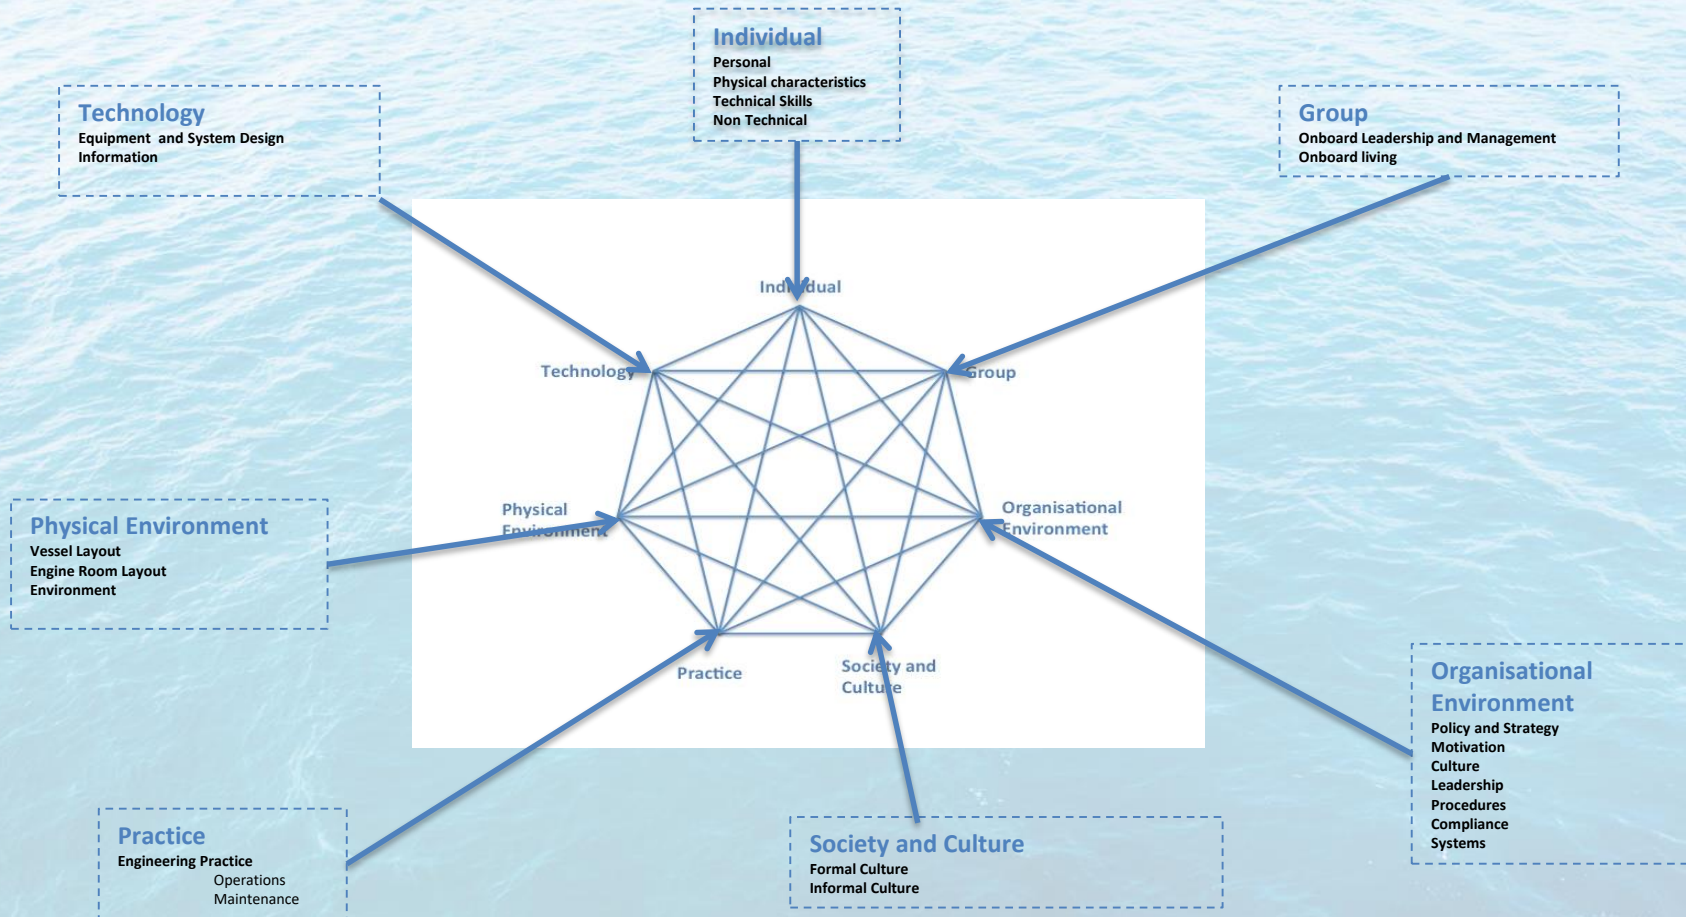 Individual
Personal
Physical characteristics
Technical Skills
Non Technical
Technology
Equipment and System Design
Information
Group
Onboard Leadership and Management
Onboard living
Individual
Technology
Group
Physical
Environment
Organisational
Environment
Practice
Society and
Culture
Physical Environment
Vessel Layout
Engine Room Layout
Environment
Organisational
Environment
Policy and Strategy
Motivation
Culture
Leadership
Procedures
Compliance
Systems
Practice
Engineering Practice
Operations
Maintenance
Society and Culture
Formal Culture
Informal Culture